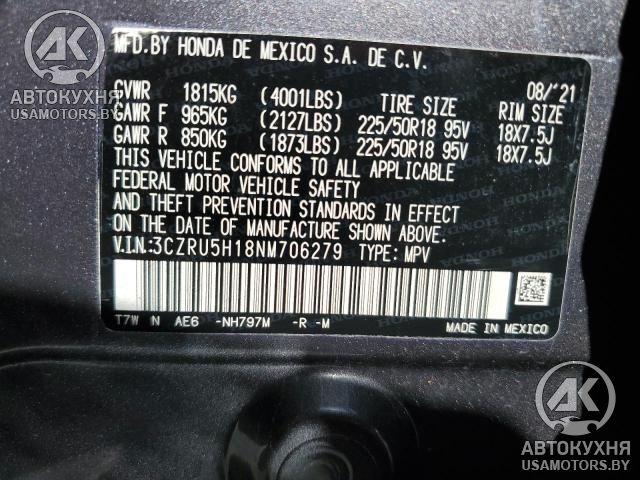 MFD.BY HONDA DE MEXICO S.A. DE C.V.
08/'21
GVWR 1815KG (4001LBS) TIRE SIZE RIM SIZE
GAWR F 965KG (2127LBS) 225/50R18 95V 18X7.5J
GAWR R 850KG (1873LBS) 225/50R18 95V 18X7.5J
THIS VEHICLE CONFORMS TO ALL APPLICABLE
FEDERAL MOTOR VEHICLE SAFETY
AND THEFT PREVENTION STANDARDS IN EFFECT
ON THE DATE OF MANUFACTURE SHOWN ABOVE.
V.I.N.:3CZRU5H18NM706279 TYPE: MPV
T7W N AE6 -NH797M -R -M
MADE IN MEXICO
АК
АВТОКУХНЯ
USAMOTORS.BY
АК
АВТОКУХНЯ
USAMOTORS.BY